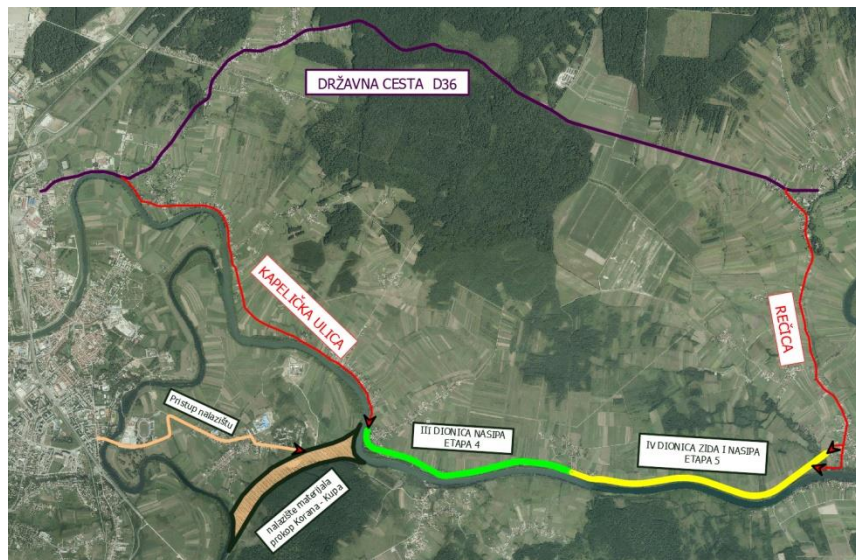 DRŽAVNA CESTA D36
KAPELIČKA ULICA
REČICA
Pristup nalazištu
III DIONICA NASIPA
ETAPA 4
IV DIONICA ZIDA I NASIPA
ETAPA 5
nalazište materijala
prokop Korana - Kupa